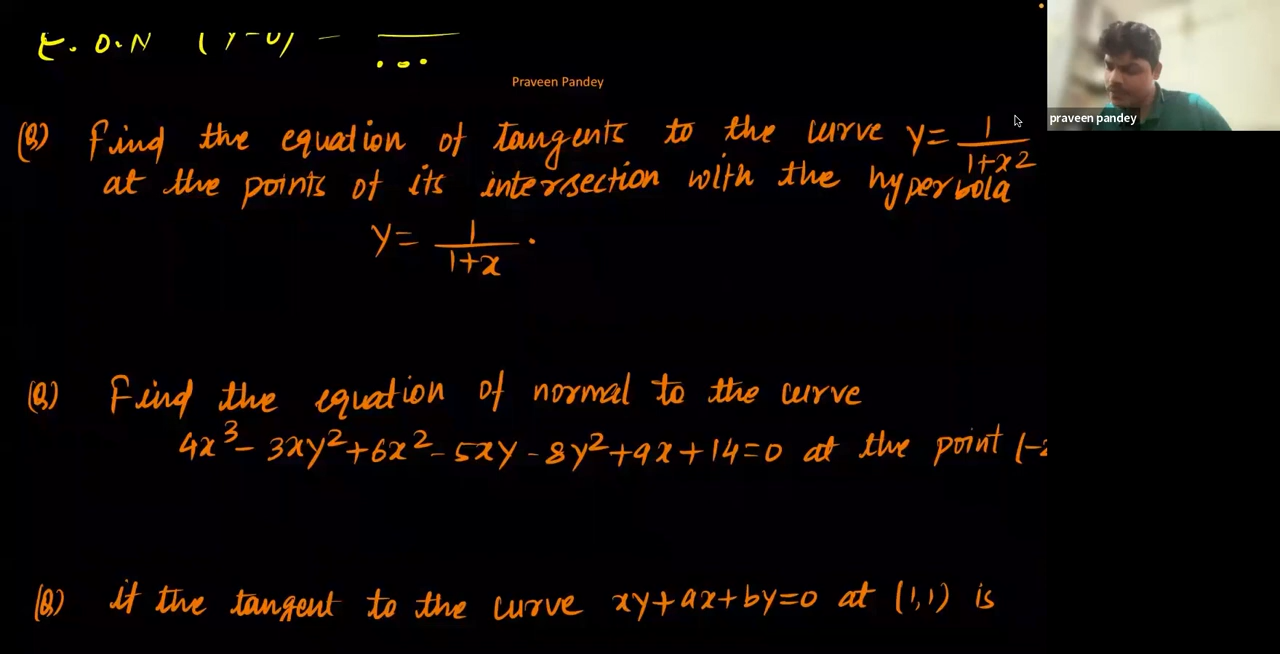 E.O.N (y-0) = —
...
Praveen Pandey
praveen pandey
(Q) Find the equation of tangents to the curve y = 1/(1+x²)
at the points of its intersection with the hyperbola
y = 1/(1+x) .
(Q) Find the equation of normal to the curve
4x³ - 3xy² + 6x² - 5xy - 8y² + 9x + 14 = 0 at the point (-2
(Q) if the tangent to the curve xy + ax + by = 0 at (1,1) is